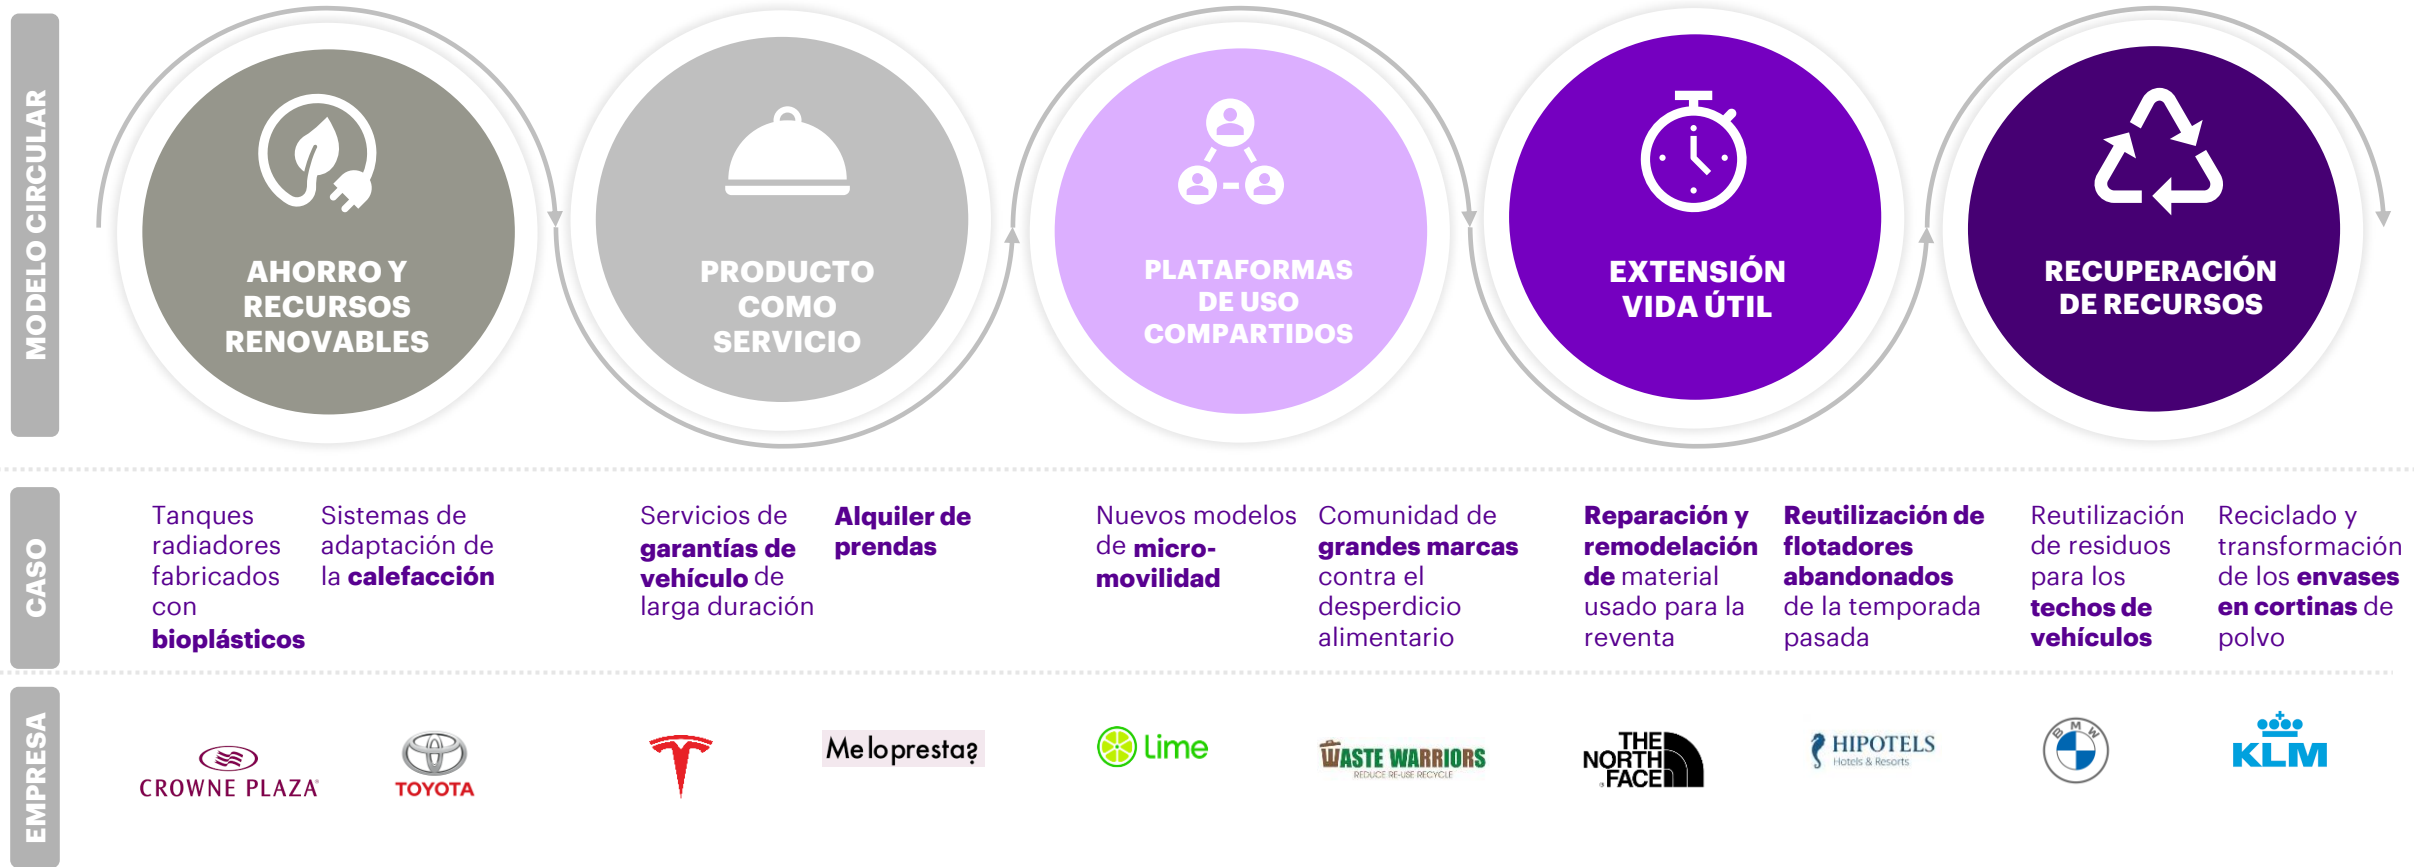 MODELO CIRCULAR
AHORRO Y
RECURSOS
RENOVABLES
PRODUCTO
COMO
SERVICIO
PLATAFORMAS
DE USO
COMPARTIDOS
EXTENSIÓN
VIDA ÚTIL
RECUPERACIÓN
DE RECURSOS
CASO
Tanques
radiadores
fabricados
con
bioplásticos
Sistemas de
adaptación de
la calefacción
Servicios de
garantías de
vehículo de
larga duración
Alquiler de
prendas
Nuevos modelos
de micro-
movilidad
Comunidad de
grandes marcas
contra el
desperdicio
alimentario
Reparación y
remodelación
de material
usado para la
reventa
Reutilización de
flotadores
abandonados
de la temporada
pasada
Reutilización
de residuos
para los
techos de
vehículos
Reciclado y
transformación
de los envases
en cortinas de
polvo
EMPRESA
CROWNE PLAZA
TOYOTA
Meloprestas?
Lime
WASTE WARRIORS
REDUCE RE-USE RECYCLE
THE
NORTH
FACE
HIPOTELS
Hotels & Resorts
BMW
KLM